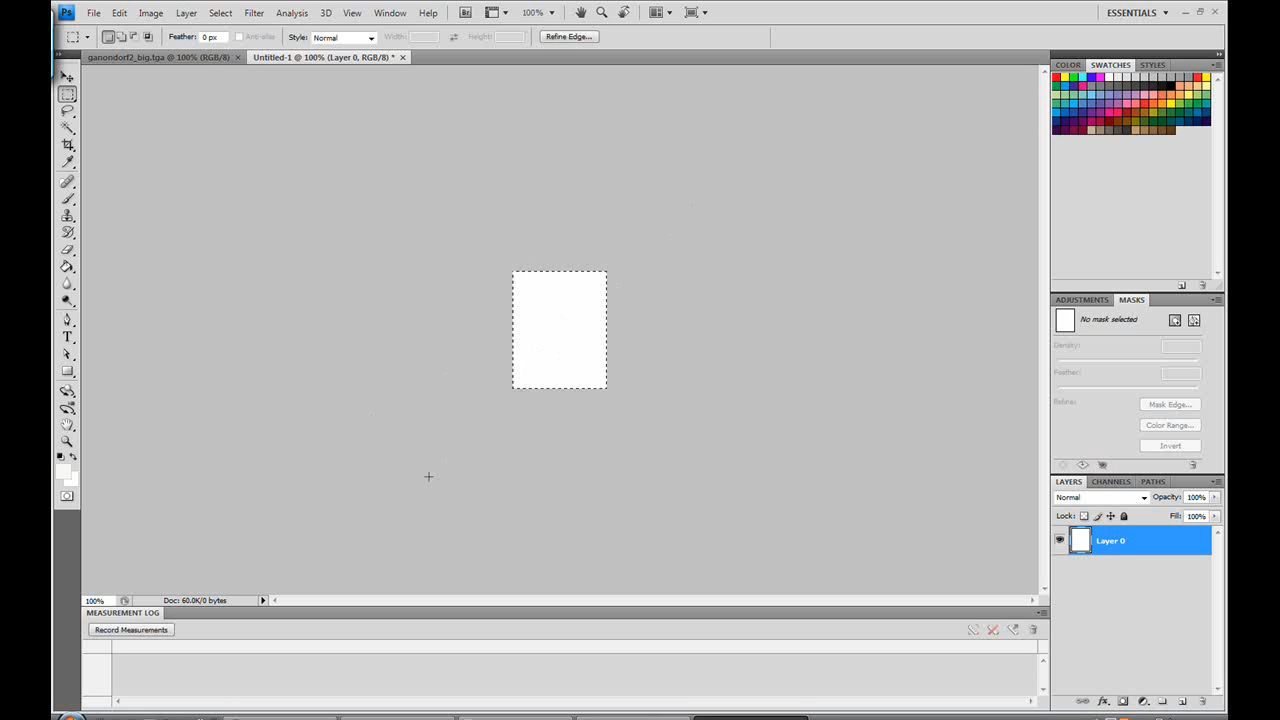 Ps File Edit Image Layer Select Filter Analysis 3D View Window Help Br 100% ESSENTIALS
Feather: 0 px Anti-alias Style: Normal Width: Height: Refine Edge...
ganondorf2_big.tga @ 100% (RGB/8) Untitled-1 @ 100% (Layer 0, RGB/8) *
COLOR SWATCHES STYLES
ADJUSTMENTS MASKS
No mask selected
Density:
Feather:
Refine: Mask Edge...
Color Range...
Invert
LAYERS CHANNELS PATHS
Normal Opacity: 100%
Lock: Fill: 100%
Layer 0
100% Doc: 60.0K/0 bytes
MEASUREMENT LOG
Record Measurements